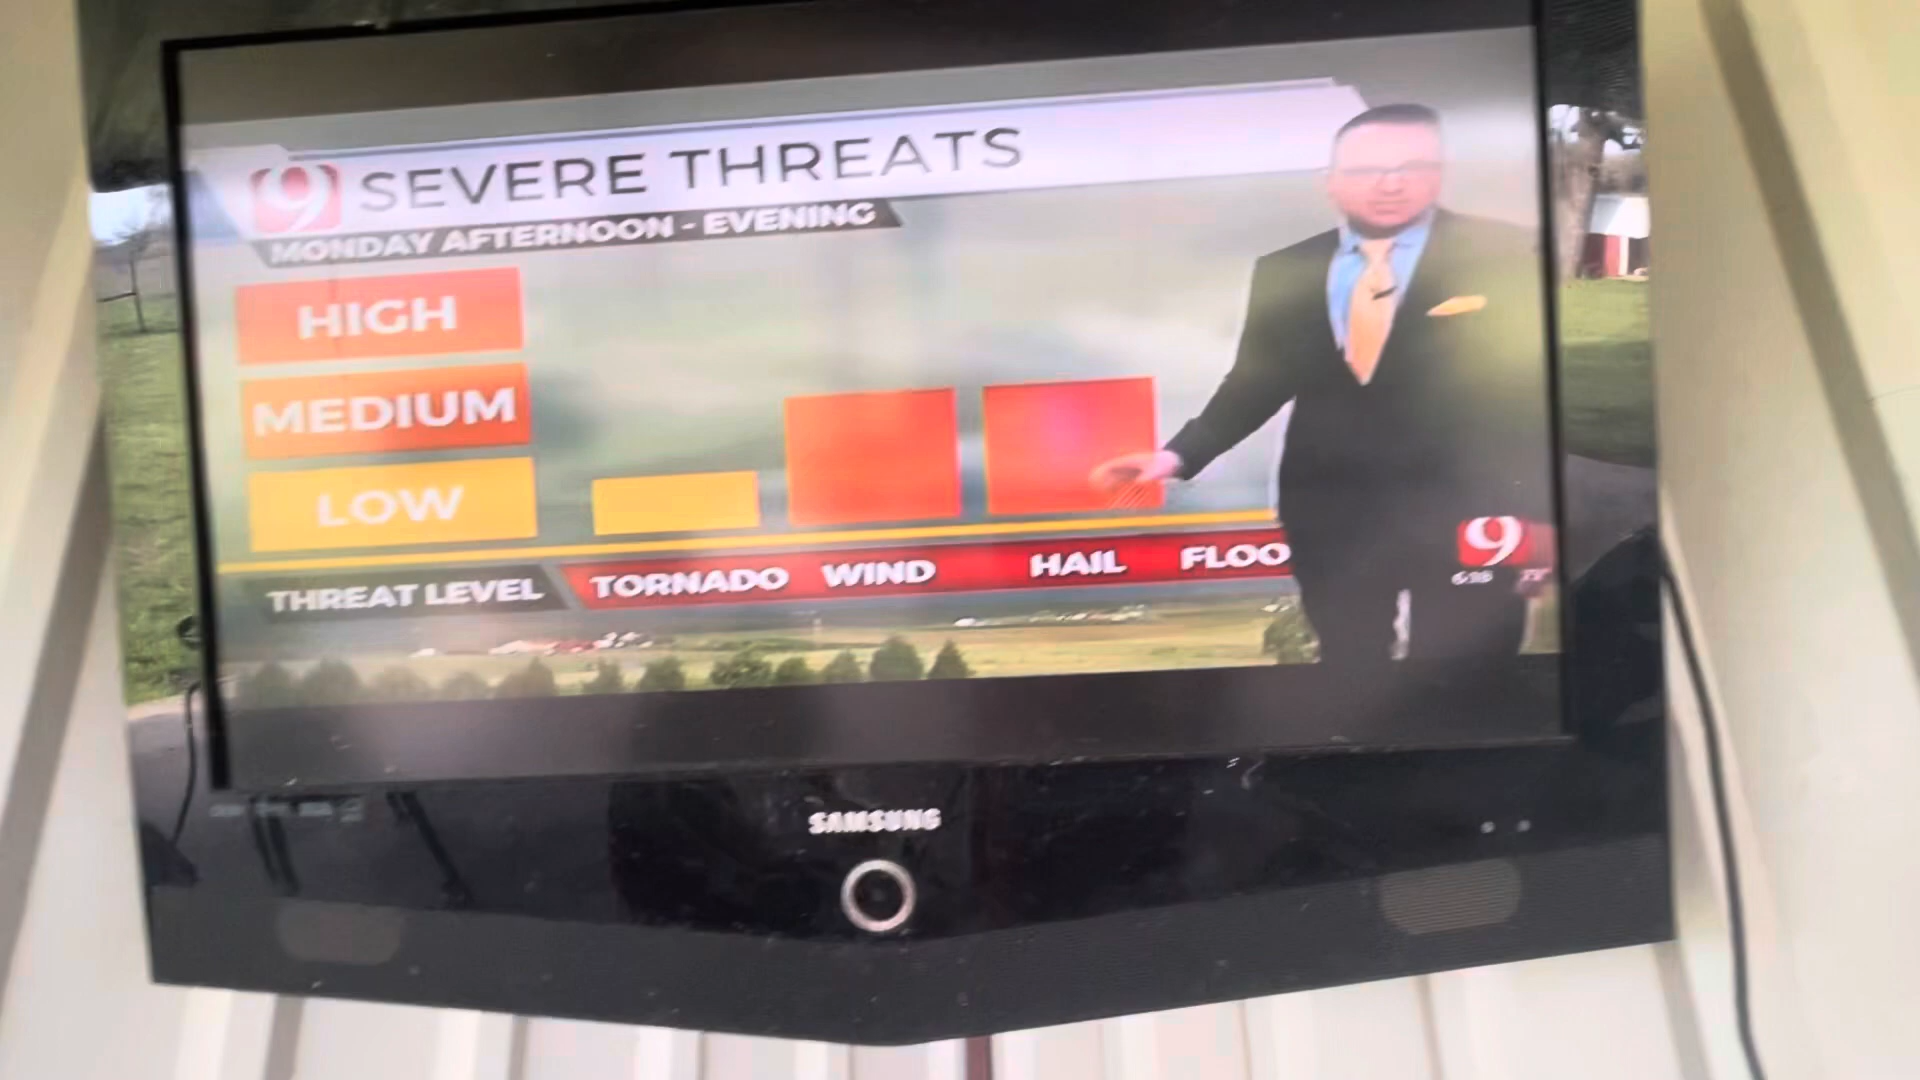 9 SEVERE THREATS
MONDAY AFTERNOON - EVENING
HIGH
MEDIUM
LOW
THREAT LEVEL TORNADO WIND HAIL FLOO
9
SAMSUNG